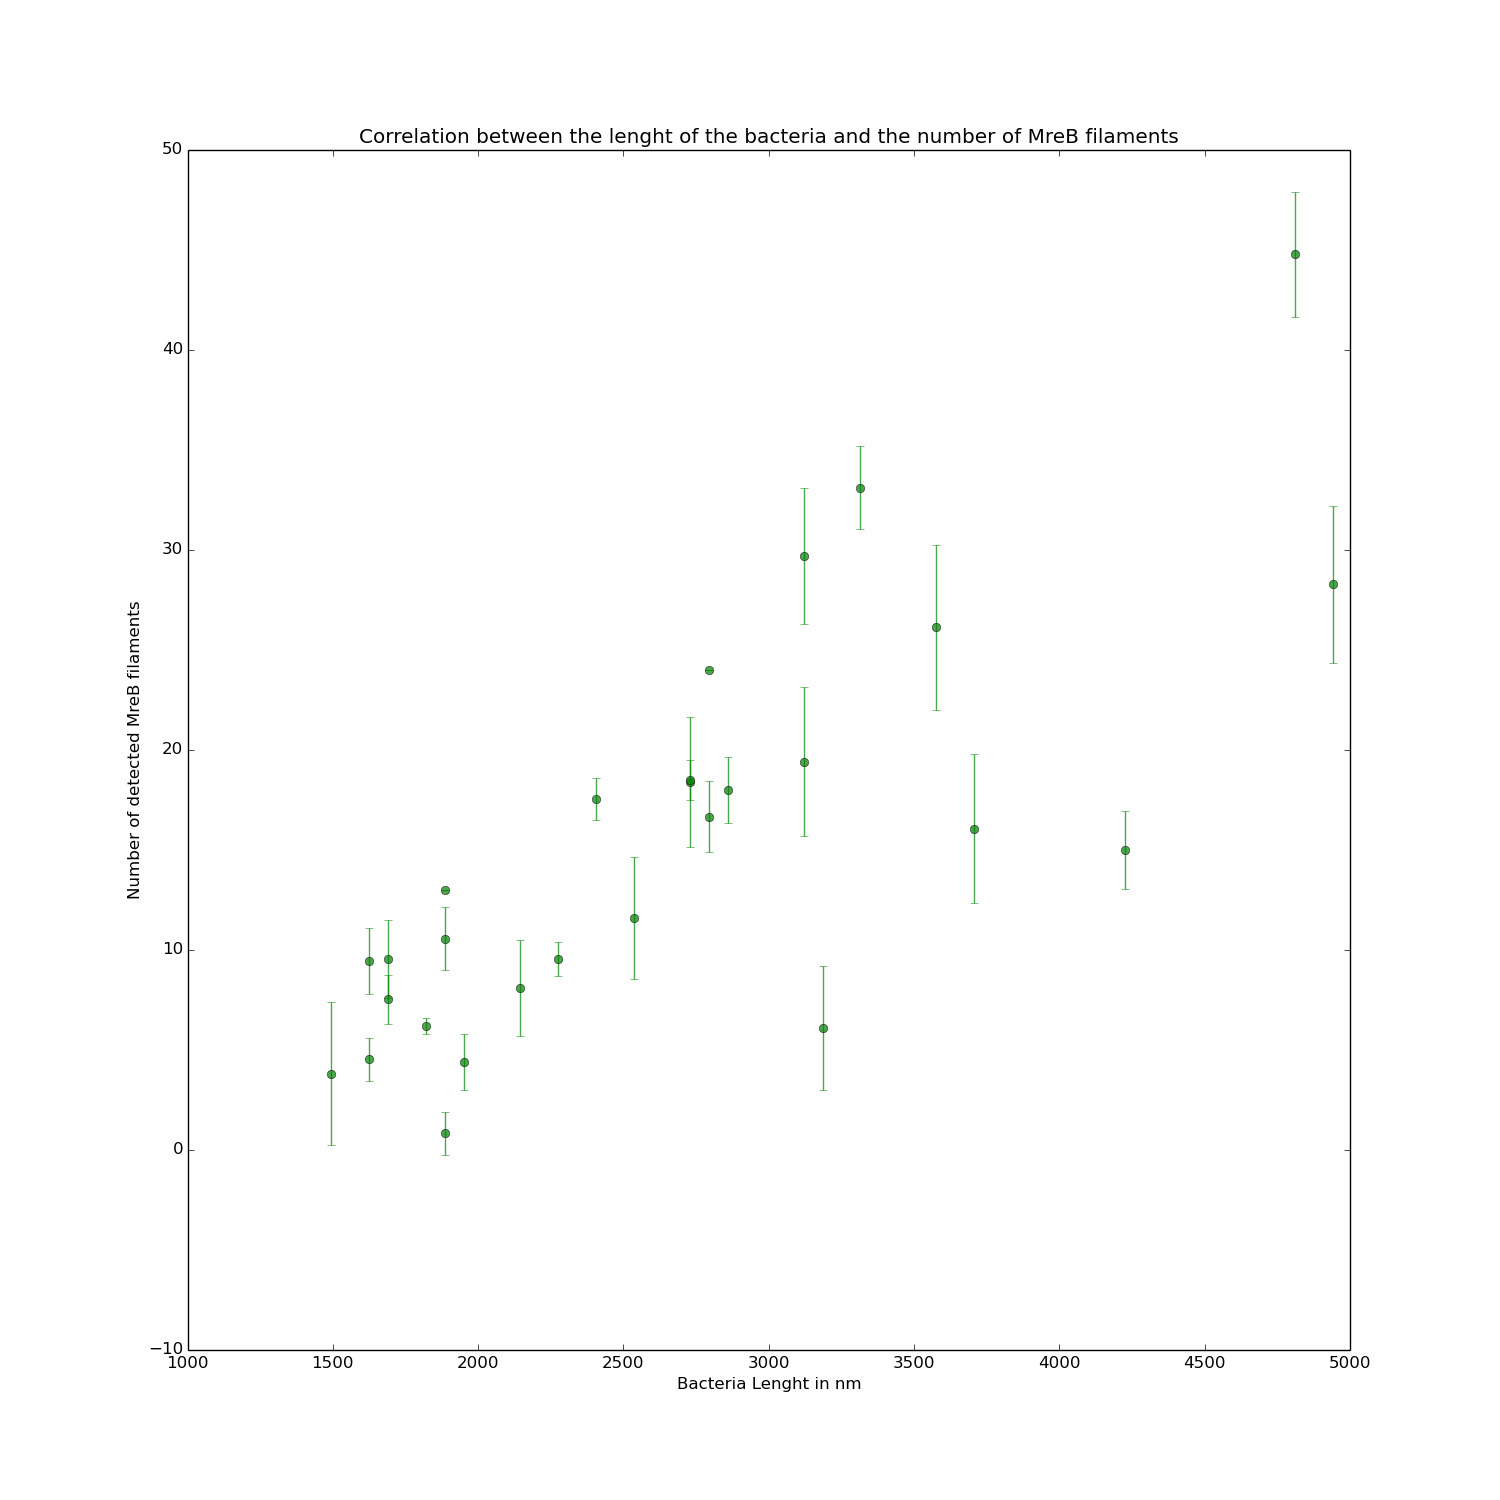 Correlation between the lenght of the bacteria and the number of MreB filaments
50
40
30
20
10
0
−10
Number of detected MreB filaments
1000 1500 2000 2500 3000 3500 4000 4500 5000
Bacteria Lenght in nm